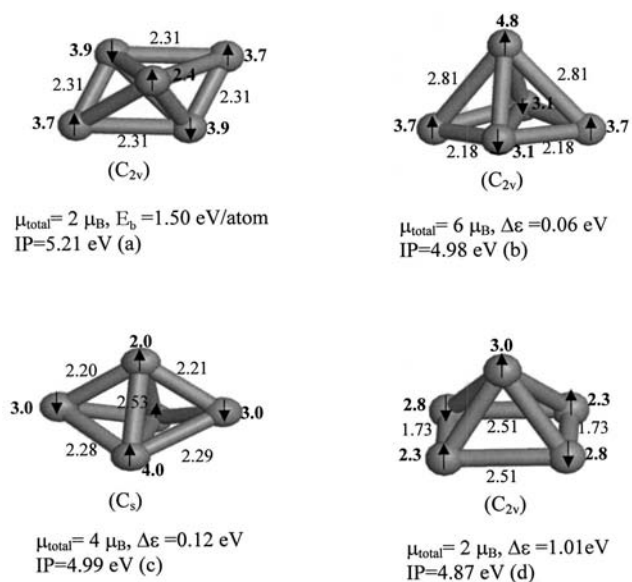 3.9 2.31 3.7
2.4
2.31 2.31
3.7 2.31 3.9
(C2v)
μtotal= 2 μB, Eb =1.50 eV/atom
IP=5.21 eV (a)
4.8
2.81 2.81
3.1
3.7 3.7
2.18 3.1 2.18
(C2v)
μtotal= 6 μB, Δε=0.06 eV
IP=4.98 eV (b)
2.0
2.20 2.21
3.0 2.53 3.0
2.28 2.29
4.0
(Cs)
μtotal= 4 μB, Δε=0.12 eV
IP=4.99 eV (c)
3.0
2.8 2.3
1.73 2.51 1.73
2.3 2.8
2.51
(C2v)
μtotal= 2 μB, Δε=1.01eV
IP=4.87 eV (d)